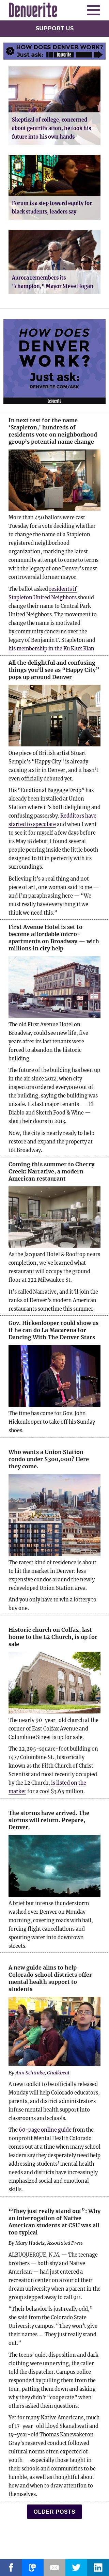 Denverite
SUPPORT US
HOW DOES DENVER WORK?
Just ask: Denverite
Skeptical of college, concerned
about gentrification, he took his
future into his own hands
Forum is a step toward equity for
black students, leaders say
Aurora remembers its
"champion," Mayor Steve Hogan
HOW DOES
DENVER
WORK?
Just ask:
DENVERITE.COM/ASK
Denverite
In next test for the name
'Stapleton,' hundreds of
residents vote on neighborhood
group's potential name change
More than 450 ballots were cast
Tuesday for a vote deciding whether
to change the name of Stapleton
registered neighborhood
organization, marking the latest
community attempt to come to
terms with the legacy of one
Denver's most
controversial former mayor.
The ballot asked residents if
Stapleton United Neighbors should
change their name to Central Park
United Neighbors. The movement
to change the name is motivated
by community concerns over the
legacy of Benjamin F. Stapleton and
his membership in the Ku Klux Klan.
All the delightful and confusing
things you'll see as "Happy City"
pops up around Denver
One piece of British artist Stuart
Semple's "Happy City" is already
causing a stir in Denver, and it hasn't
even officially debuted yet.
This "Emotional Baggage Drop" has
already been installed at Union
Station where it's both delighting and
confusing passersby. Redditors have
started to speculate and when I went
to see it for myself a few days before
its May 18 debut, I found several
people peering inside the little booth
designed to let you drop in perfectly with
its surroundings.
Believing it's a real thing and not a
piece of art, one woman said to me —
and I'm paraphrasing here — "We
must really have everything if we
think we need this."
First Avenue Hotel is set to
become affordable micro-
apartments on Broadway — with
millions in city help
The old First Avenue Hotel on
Broadway could see new life, five
years after its last tenants were
forced to abandon the historic
building.
The future of the building has been up
in the air since 2012, when city
inspectors ordered everyone out of
the building, saying the building was
unsafe. Its last major tenants — El
Diablo and Sketch Food & Wine —
shut their doors in 2013.
Now, the city is nearly ready to help
restore and expand the property at
101 Broadway.
Coming this summer to Cherry
Creek: Narrative, a modern
American restaurant
As the Jacquard Hotel & Rooftop nears
completion, we've learned what
restaurant will occupy the ground
floor at 222 Milwaukee St.
It's called Narrative, and it'll join the
ranks of Denver's modern American
restaurants sometime this summer.
Gov. Hickenlooper could show us
if he can do La Macarena for
Dancing With The Denver Stars
The time has come for Gov. John
Hickenlooper to take off his Sunday
shoes.
Who wants a Union Station
condo under $300,000? Here
they come.
The rarest kind of residence is about
to hit the market in Denver: less-
expensive condos around the newly
redeveloped Union Station area.
And you only have to win a lottery to
buy one.
Historic church on Colfax, last
home to the L2 Church, is up for
sale
The nearly 90-year-old church at the
corner of East Colfax Avenue and
Columbine Street is up for sale.
The 22,295-square-foot building on
1477 Columbine St., historically
known as the Fifth Church of Christ
Scientist and most recently occupied
by the L2 Church, is listed on the
market for a cool $3.65 million.
The storms have arrived. The
storms will return. Prepare,
Denver.
A brief but intense thunderstorm
washed over Denver on Monday
morning, covering roads with hail,
forcing flight cancellations and
spouting water into downtown
streets.
A new guide aims to help
Colorado school districts offer
mental health support to
students
By Ann Schimke, Chalkbeat
A new toolkit to be officially released
Monday will help Colorado educators,
parents, and district administrators
infuse mental health support into
classrooms and schools.
The 60-page online guide from the
nonprofit Mental Health Colorado
comes out at a time when many school
leaders say they desperately need help
addressing student mental health
needs and districts increasingly
integrate specialized social and emotional
skills.
"They just really stand out": Why
an interrogation of Native
American students at CSU was all
too typical
By Mary Hudetz, Associated Press
ALBUQUERQUE, N.M. — The teenage
brothers — both shy and Native
American — had just entered a
recreation center on a tour of their
dream university when a parent in the
group stepped away to call 911.
"Their behavior is just really odd,"
she said from the Colorado State
University campus. "They won't give
their names ... They just really stand
out."
The teens' quiet disposition and dark
clothing were unnerving, the caller
told the dispatcher. Campus police
responded by pulling them from the
tour, patting them down and asking
why they didn't "cooperate" when
others asked them questions.
Yet for many Native Americans, much
of 17-year-old Lloyd Skanahwati and
19-year-old Thomas Kanewakeron
Gray's reserved conduct followed
cultural norms often expected of
youth — especially those taught in
their schools and communities to be
humble, and be mindful about
how and when to draw attention to
themselves.
OLDER POSTS